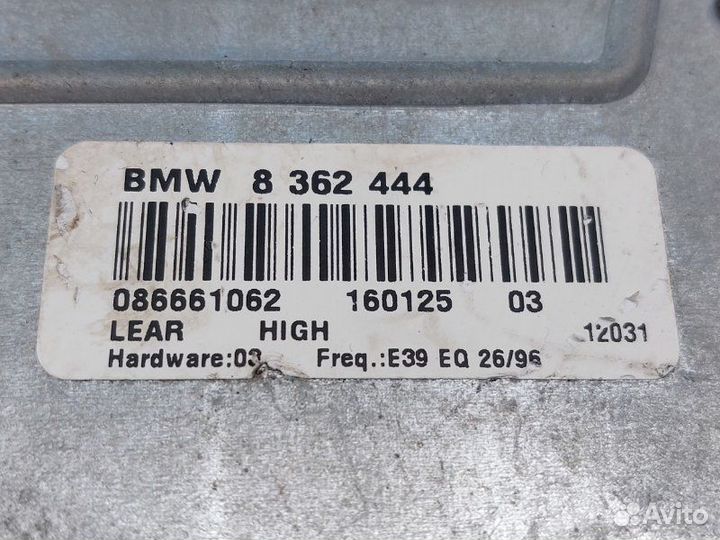 BMW 8 362 444
086661062 160125 03
LEAR HIGH 12031
Hardware:03 Freq.:E39 EQ 26/96
Avito